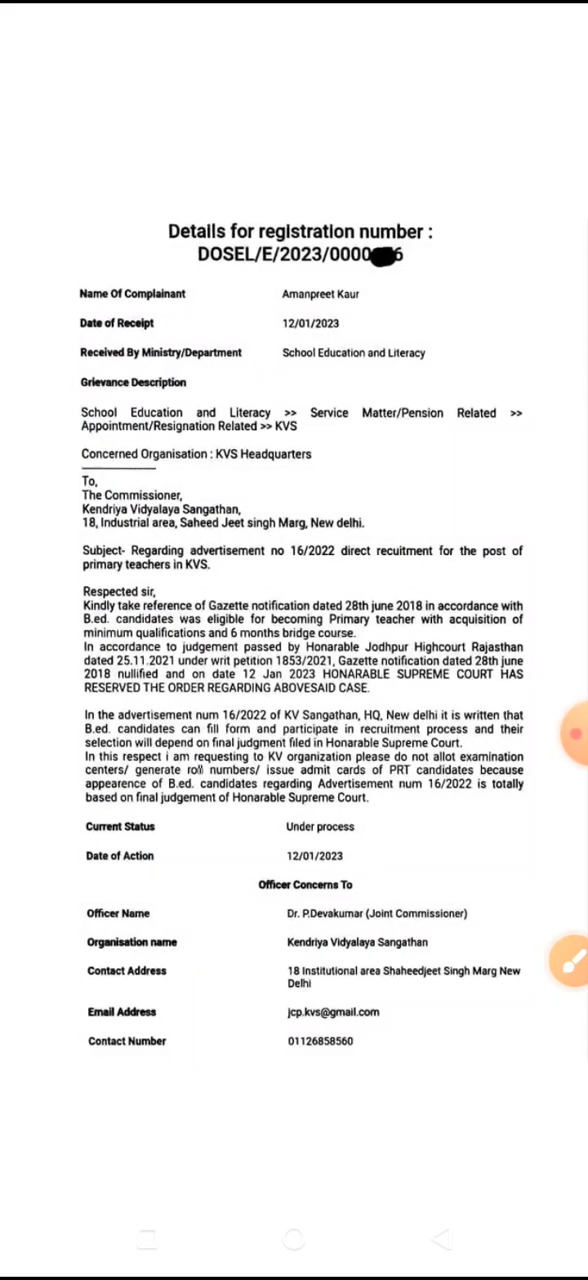 Details for registration number :
DOSEL/E/2023/0000 6
Name Of Complainant Amanpreet Kaur
Date of Receipt 12/01/2023
Received By Ministry/Department School Education and Literacy
Grievance Description
School Education and Literacy >> Service Matter/Pension Related >>
Appointment/Resignation Related >> KVS
Concerned Organisation : KVS Headquarters
To,
The Commissioner,
Kendriya Vidyalaya Sangathan,
18, Industrial area, Saheed Jeet singh Marg, New delhi.
Subject- Regarding advertisement no 16/2022 direct recuitment for the post of
primary teachers in KVS.
Respected sir,
Kindly take reference of Gazette notification dated 28th june 2018 in accordance with
B.ed. candidates was eligible for becoming Primary teacher with acquisition of
minimum qualifications and 6 months bridge course.
In accordance to judgement passed by Honarable Jodhpur Highcourt Rajasthan
dated 25.11.2021 under writ petition 1853/2021, Gazette notification dated 28th june
2018 nullified and on date 12 Jan 2023 HONARABLE SUPREME COURT HAS
RESERVED THE ORDER REGARDING ABOVESAID CASE.
In the advertisement num 16/2022 of KV Sangathan, HQ, New delhi it is written that
B.ed. candidates can fill form and participate in recruitment process and their
selection will depend on final judgment filed in Honarable Supreme Court.
In this respect i am requesting to KV organization please do not allot examination
centers/ generate roll numbers/ issue admit cards of PRT candidates because
appearence of B.ed. candidates regarding Advertisement num 16/2022 is totally
based on final judgement of Honarable Supreme Court.
Current Status Under process
Date of Action 12/01/2023
Officer Concerns To
Officer Name Dr. P.Devakumar (Joint Commissioner)
Organisation name Kendriya Vidyalaya Sangathan
Contact Address 18 Institutional area Shaheedjeet Singh Marg New
Delhi
Email Address jcp.kvs@gmail.com
Contact Number 01126858560